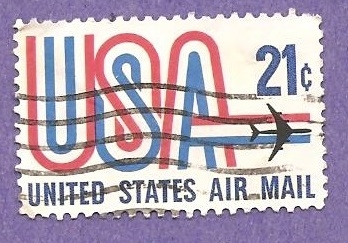 USA 21¢
UNITED STATES AIR MAIL